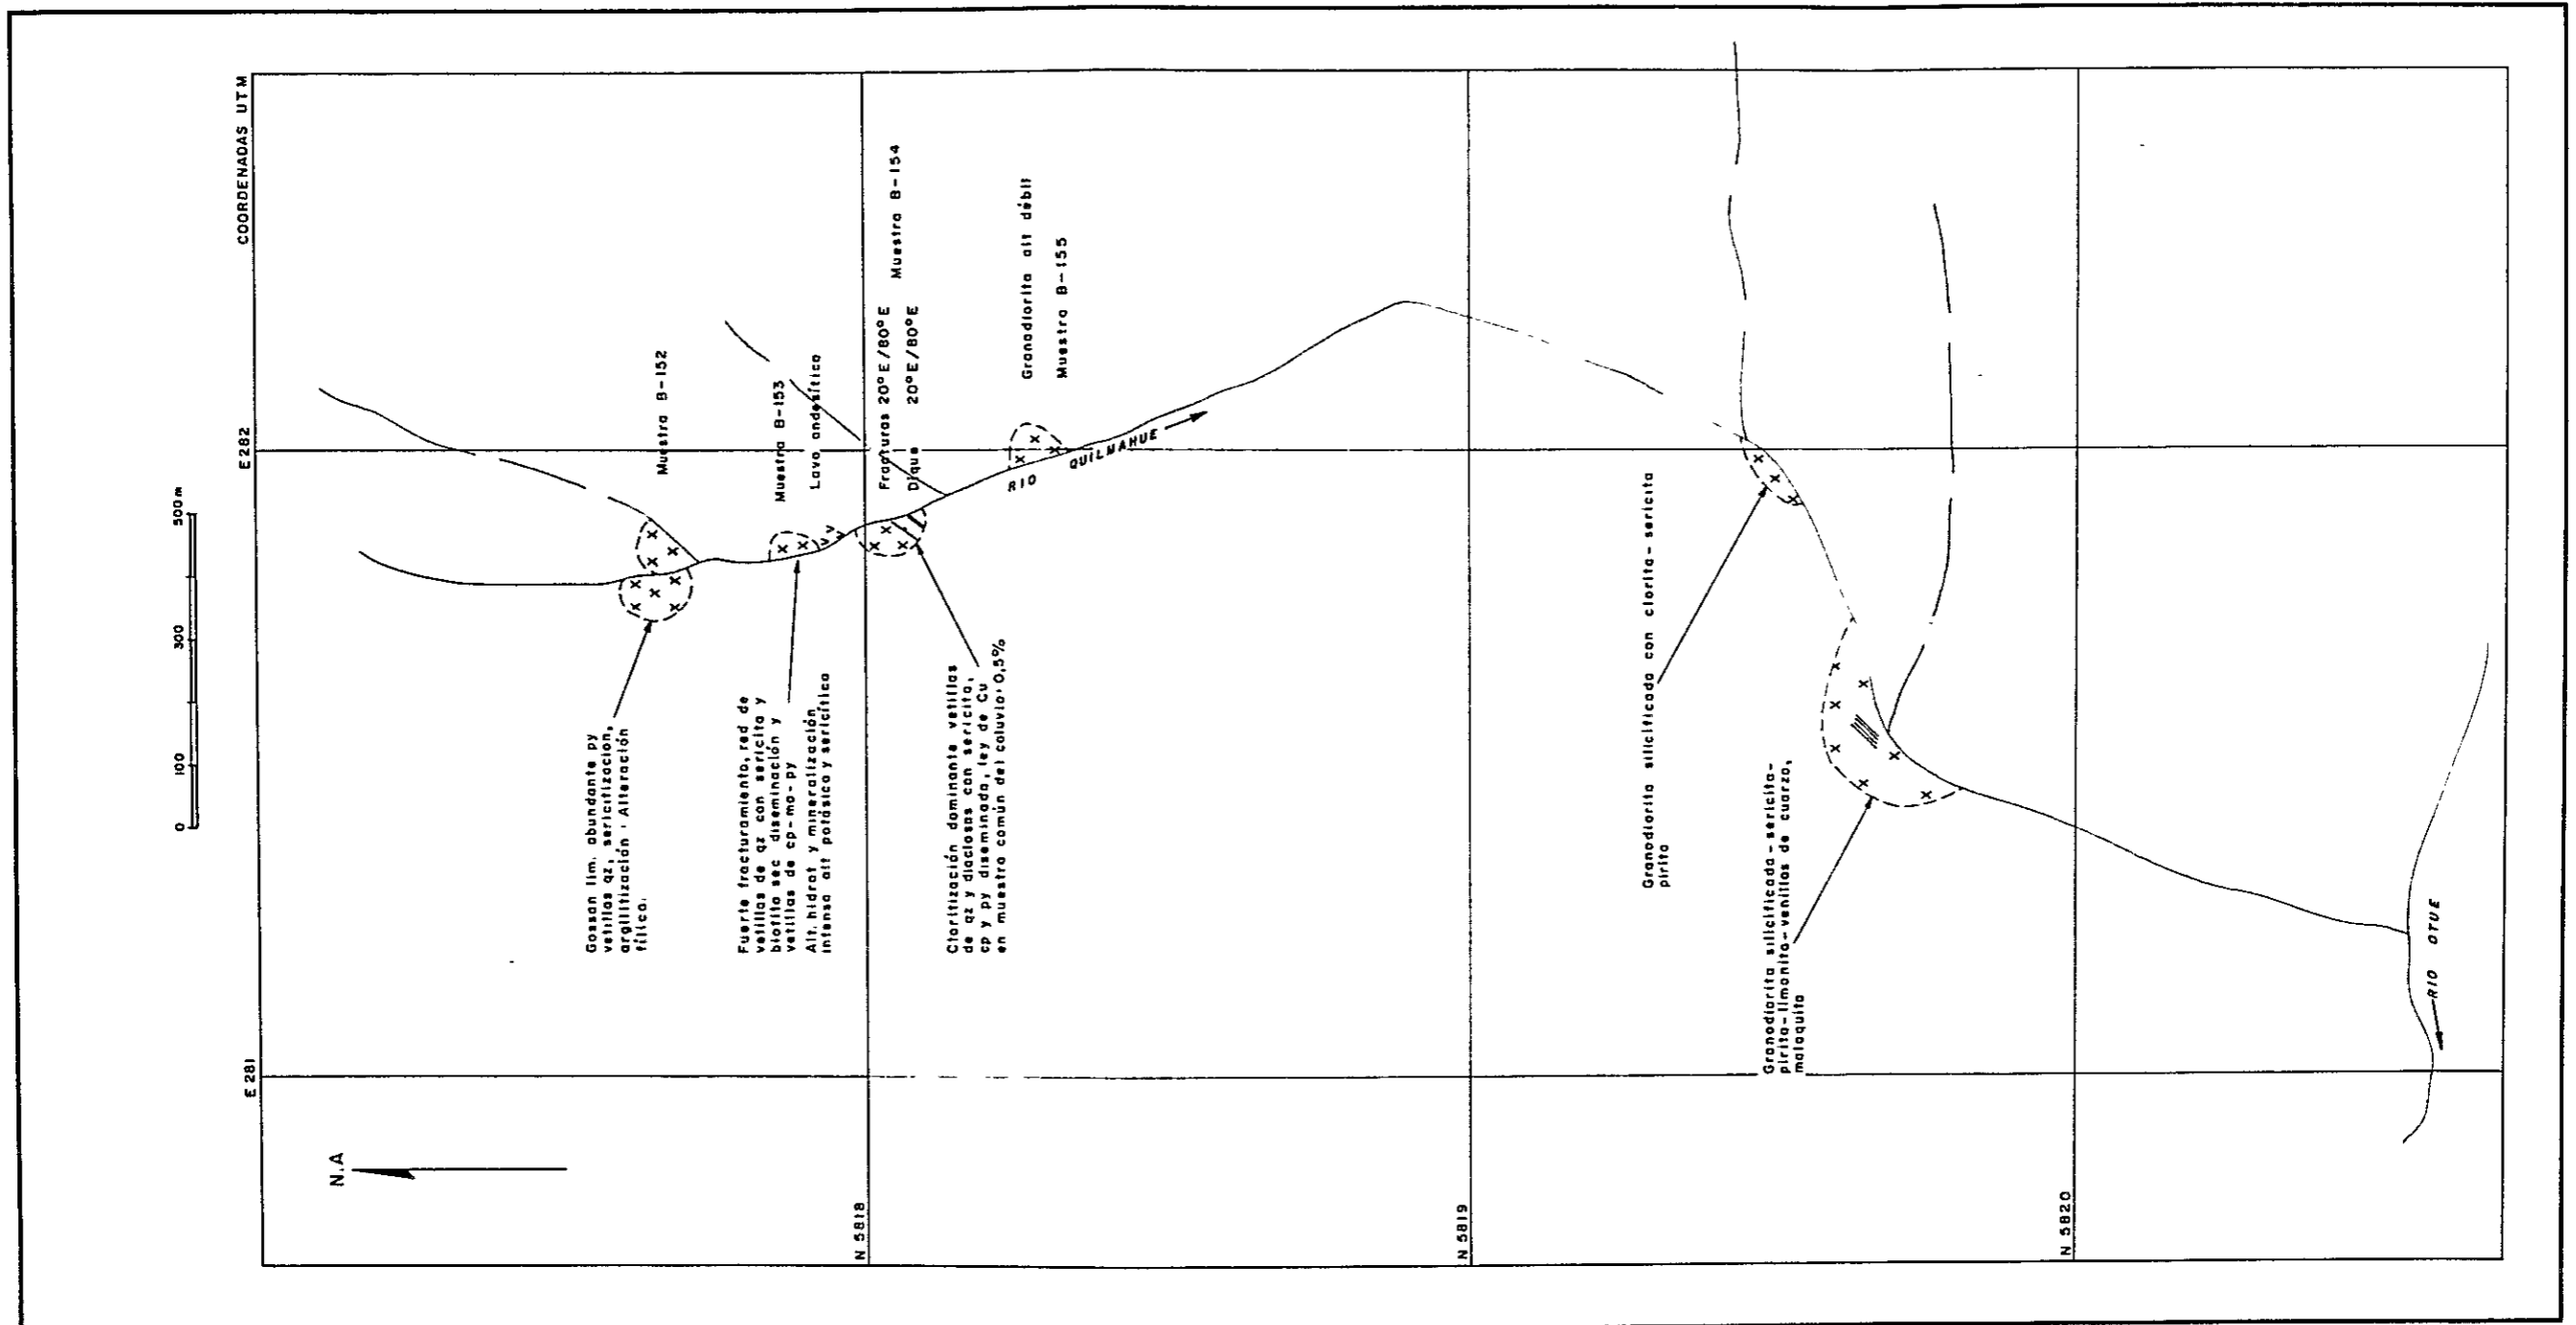 COORDENADAS UTM
E 282
E 281
N 5818
N 5819
N 5820
0 100 300 500 m
N.A
Muestra B-152
Muestra B-153
Lava andesítica
Fracturas 20°E/80°E
Muestra B-154
Dique 20°E/80°E
Granadiorita alt débil
Muestra B-155
RIO QUILMAHUE
Gossan lim. abundante py
vetillas qz, sericitización,
argilitización · Alteración
fílica.
Fuerte fracturamiento, red de
vetillas de qz con sericita y
biotita sec diseminación y
vetillas de cp-mo-py
Alt. hidrot y mineralización
intensa alt potásica y sericítica
Cloritización dominante vetillas
de qz y diaclasas con sericita,
cp y py diseminada, ley de Cu
en muestra común del coluvio · 0,5%
Granodiorita silicificada con clorita-sericita
pirita
Granodiorita silicificada-sericita-
pirita-limonita-venillas de cuarzo,
malaquita
RIO OTUE